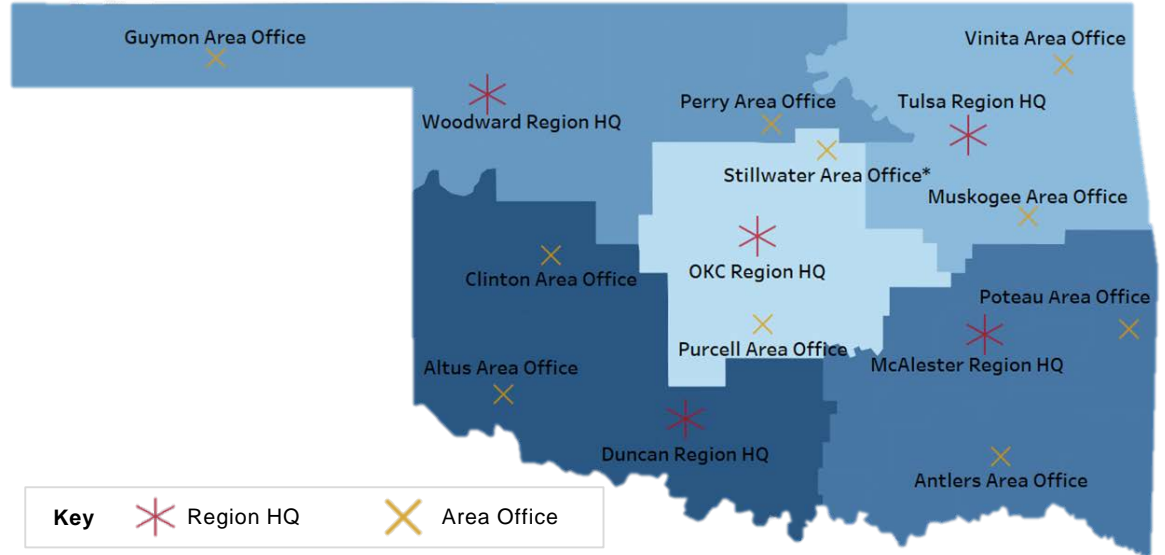 Guymon Area Office
Vinita Area Office
Woodward Region HQ
Perry Area Office
Tulsa Region HQ
Stillwater Area Office*
Muskogee Area Office
OKC Region HQ
Clinton Area Office
Poteau Area Office
Purcell Area Office
McAlester Region HQ
Altus Area Office
Duncan Region HQ
Antlers Area Office
Key Region HQ Area Office